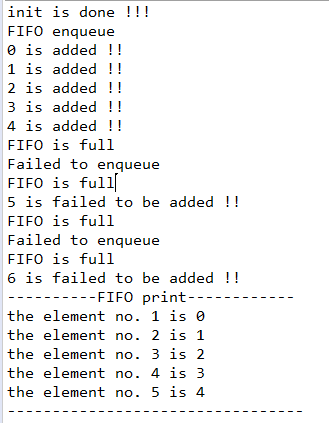 init is done !!!
FIFO enqueue
0 is added !!
1 is added !!
2 is added !!
3 is added !!
4 is added !!
FIFO is full
Failed to enqueue
FIFO is full
5 is failed to be added !!
FIFO is full
Failed to enqueue
FIFO is full
6 is failed to be added !!
----------FIFO print------------
the element no. 1 is 0
the element no. 2 is 1
the element no. 3 is 2
the element no. 4 is 3
the element no. 5 is 4
---------------------------------